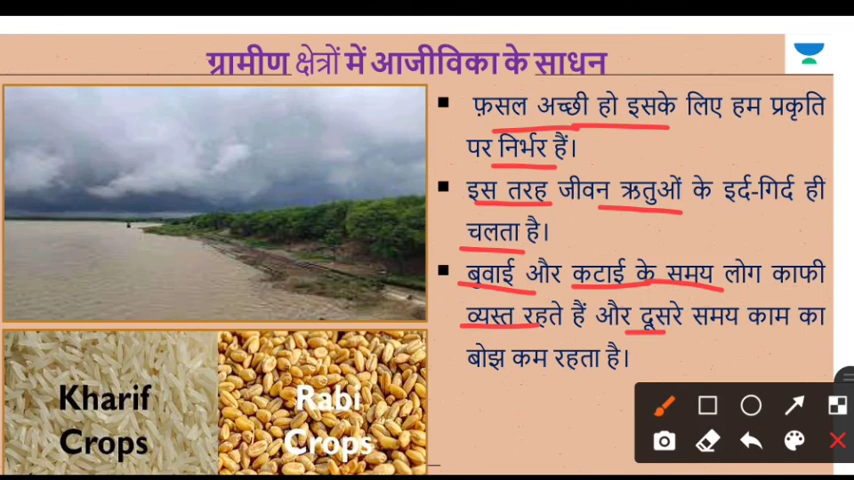 ग्रामीण क्षेत्रों में आजीविका के साधन
▪ फ़सल अच्छी हो इसके लिए हम प्रकृति
पर निर्भर हैं।
▪ इस तरह जीवन ऋतुओं के इर्द-गिर्द ही
चलता है।
▪ बुवाई और कटाई के समय लोग काफी
व्यस्त रहते हैं और दूसरे समय काम का
बोझ कम रहता है।
Kharif
Crops
Rabi
Crops